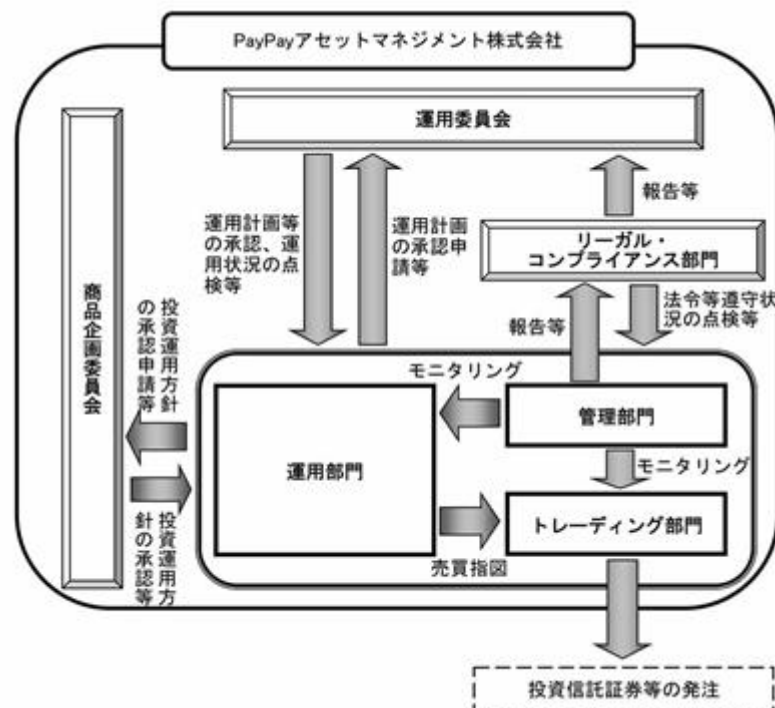 PayPayアセットマネジメント株式会社
運用委員会
運用計画等
の承認、運
用状況の点
検等
運用計画
の承認申
請等
報告等
リーガル・
コンプライアンス部門
報告等
法令等遵守状
況の点検等
商品企画委員会
投資運用方針
の承認申請等
投資運用方
針の承認等
モニタリング
管理部門
運用部門
モニタリング
トレーディング部門
売買指図
投資信託証券等の発注